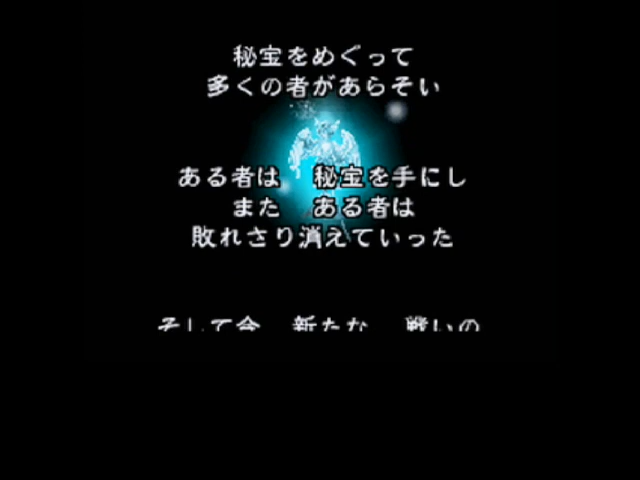 秘宝をめぐって
多くの者があらそい
ある者は　秘宝を手にし
また　ある者は
敗れさり消えていった
そして今　新たな　戦いの